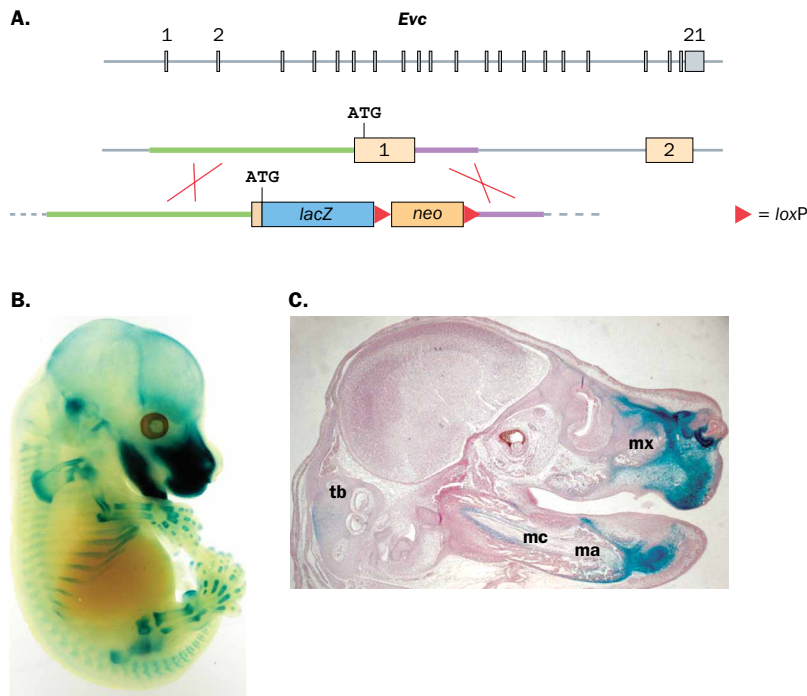 A.
Evc
1 2 21
ATG
1 2
ATG
lacZ neo = loxP
B. C.
mx
tb
mc
ma